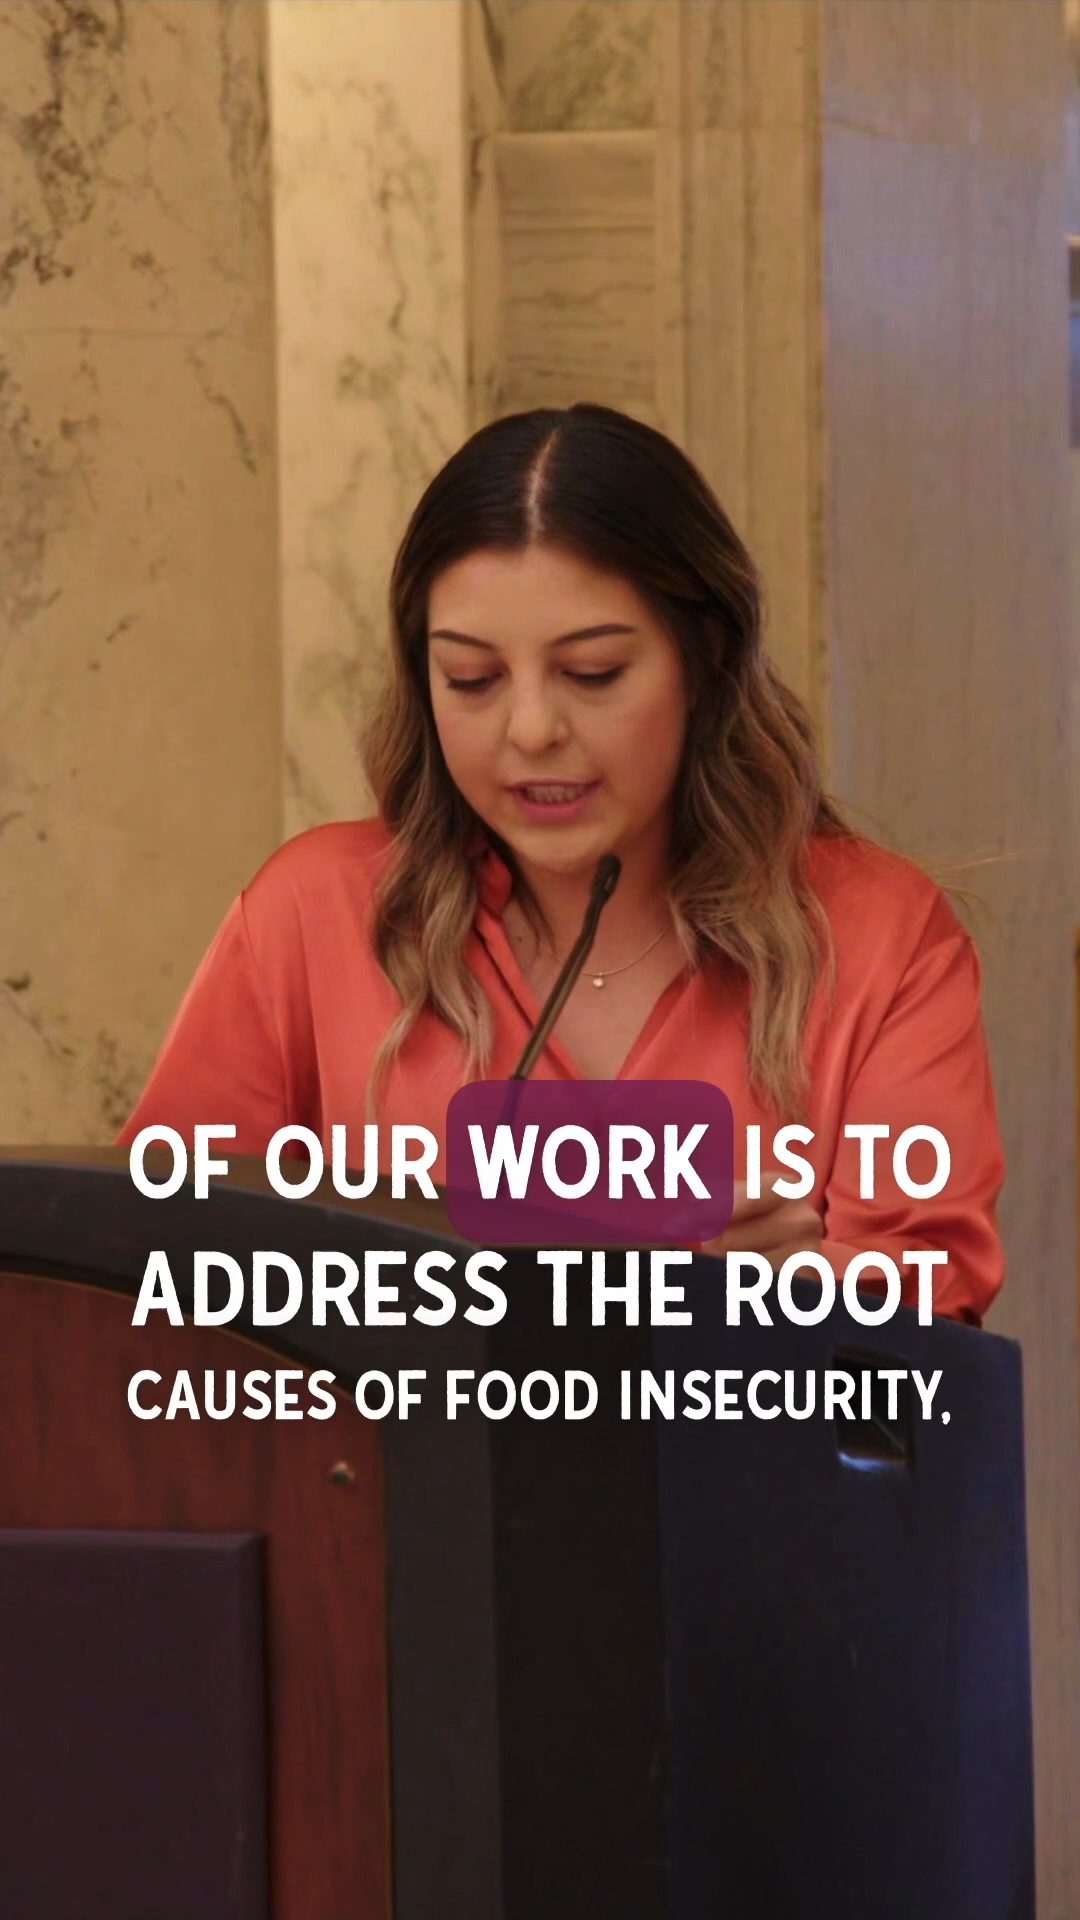 OF OUR WORK IS TO
ADDRESS THE ROOT
CAUSES OF FOOD INSECURITY,